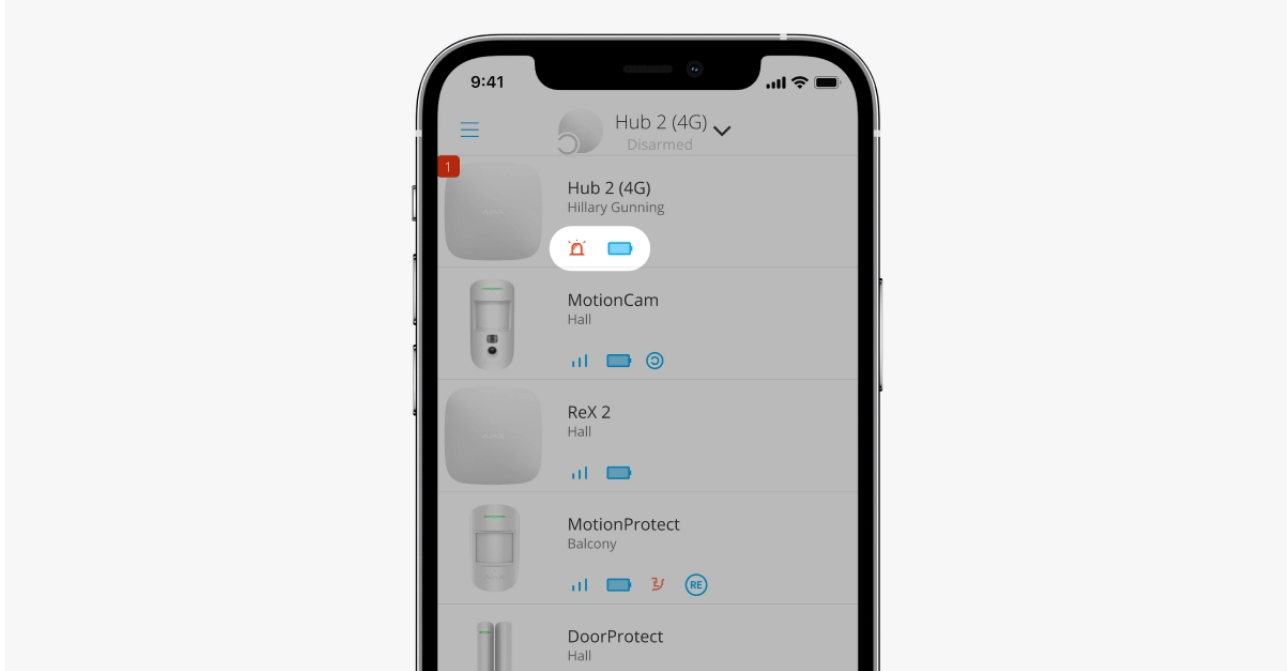 9:41
Hub 2 (4G)
Disarmed
1
Hub 2 (4G)
Hillary Gunning
MotionCam
Hall
ReX 2
Hall
MotionProtect
Balcony
RE
DoorProtect
Hall